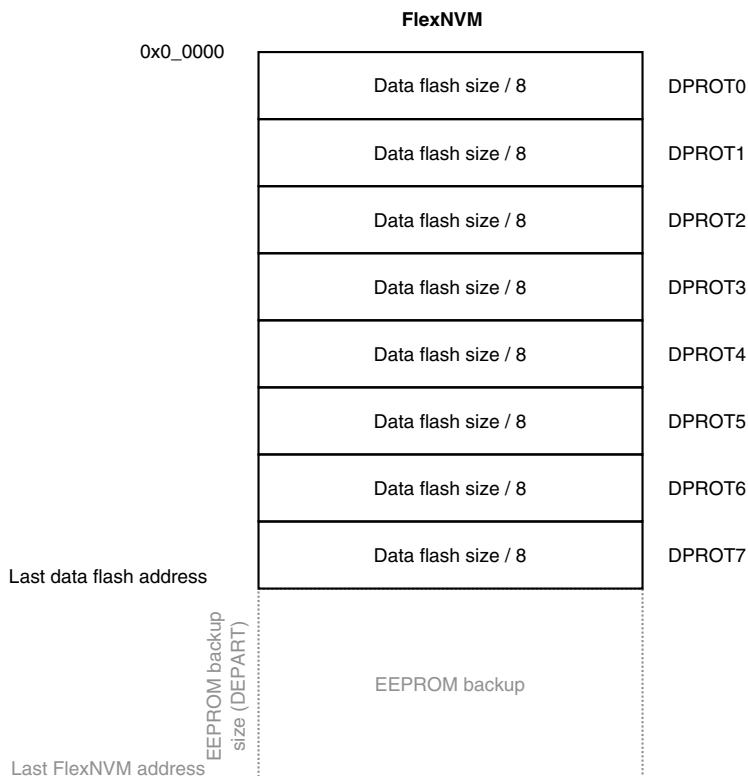 FlexNVM
0x0_0000
Data flash size / 8 DPROT0
Data flash size / 8 DPROT1
Data flash size / 8 DPROT2
Data flash size / 8 DPROT3
Data flash size / 8 DPROT4
Data flash size / 8 DPROT5
Data flash size / 8 DPROT6
Data flash size / 8 DPROT7
Last data flash address
EEPROM backup
size (DEPART)
EEPROM backup
Last FlexNVM address